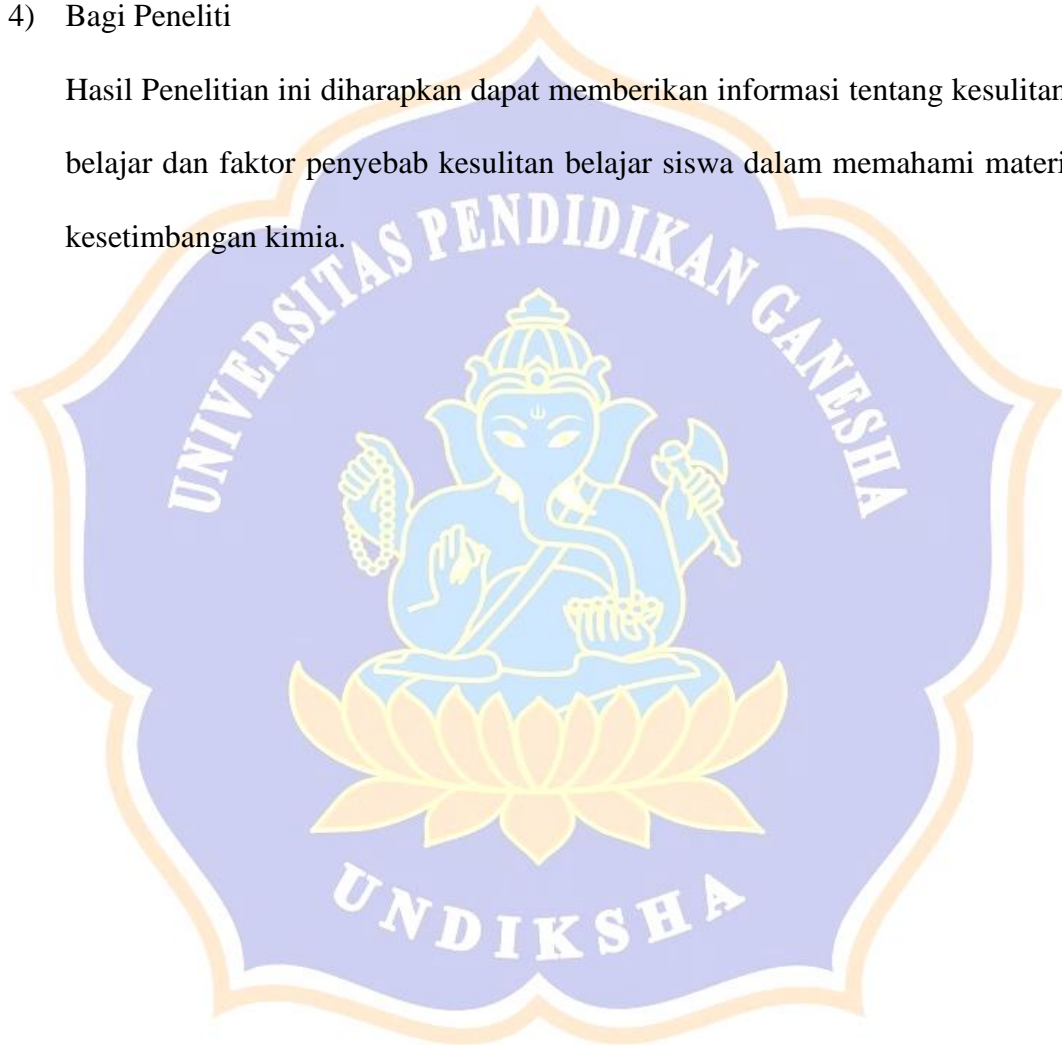 4) Bagi Peneliti
Hasil Penelitian ini diharapkan dapat memberikan informasi tentang kesulitan
belajar dan faktor penyebab kesulitan belajar siswa dalam memahami materi
kesetimbangan kimia.
UNIVERSITAS PENDIDIKAN GANESHA
UNDIKSHA